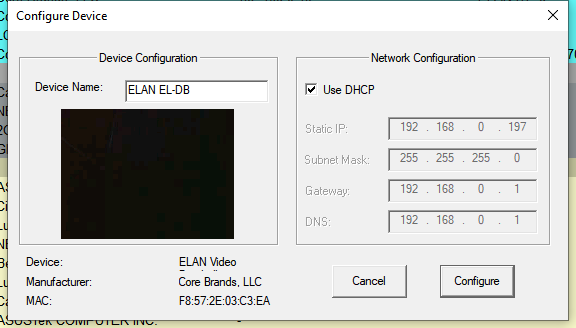 Configure Device
Device Configuration
Device Name: ELAN EL-DB
Network Configuration
Use DHCP
Static IP: 192 . 168 . 0 . 197
Subnet Mask: 255 . 255 . 255 . 0
Gateway: 192 . 168 . 0 . 1
DNS: 192 . 168 . 0 . 1
Device: ELAN Video
Manufacturer: Core Brands, LLC
MAC: F8:57:2E:03:C3:EA
Cancel
Configure
ASUSTek COMPUTER INC.